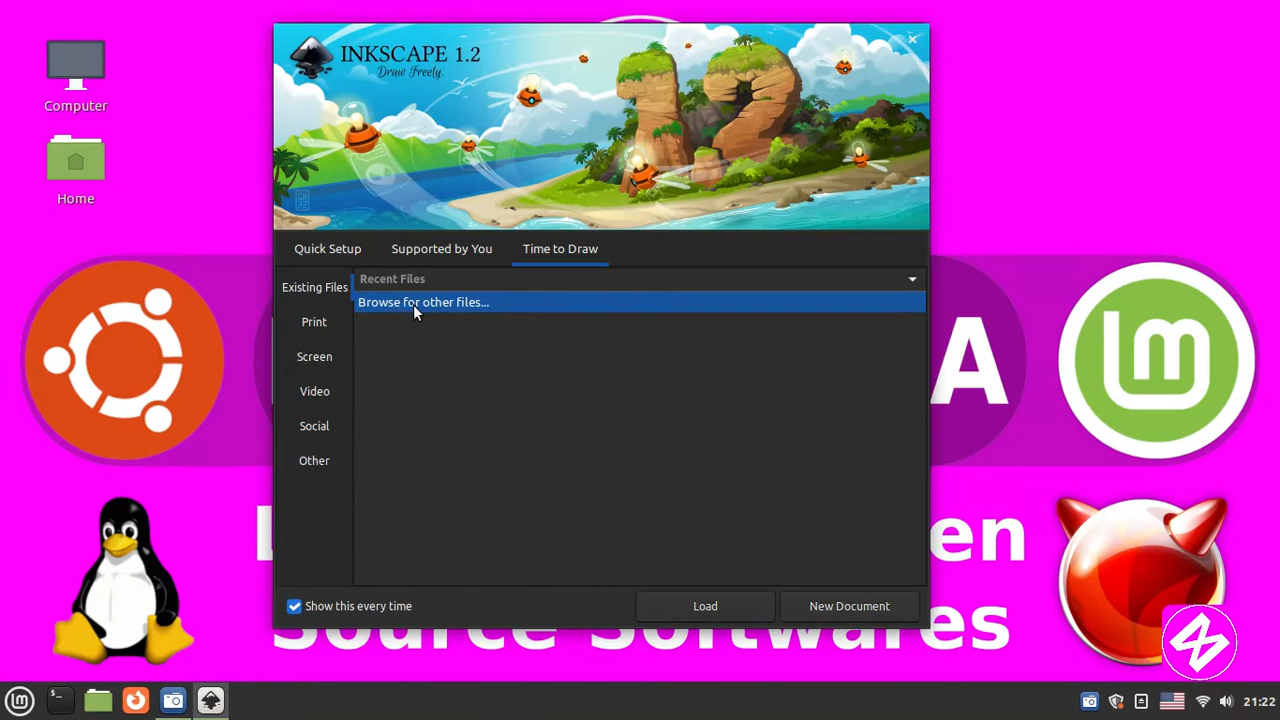 Computer
Home
INKSCAPE 1.2
Draw Freely.
Quick Setup
Supported by You
Time to Draw
Existing Files
Recent Files
Browse for other files...
Print
Screen
Video
Social
Other
A
en
Source Softwares
Show this every time
Load
New Document
21:22